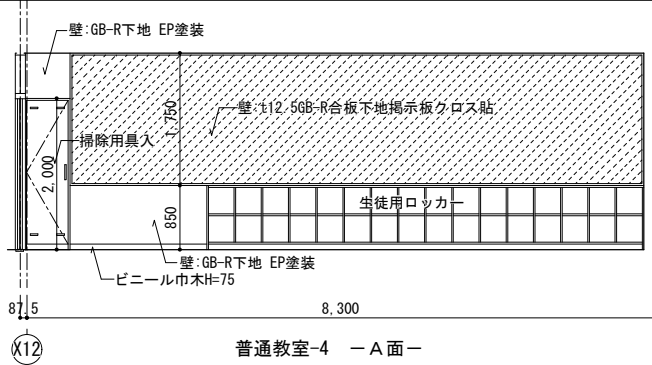 壁:GB-R下地 EP塗装
壁:t12.5GB-R合板下地掲示板クロス貼
1,750
掃除用具入
2,000
生徒用ロッカー
850
壁:GB-R下地 EP塗装
ビニール巾木H=75
87.5
8,300
X12
普通教室-4 －A面－